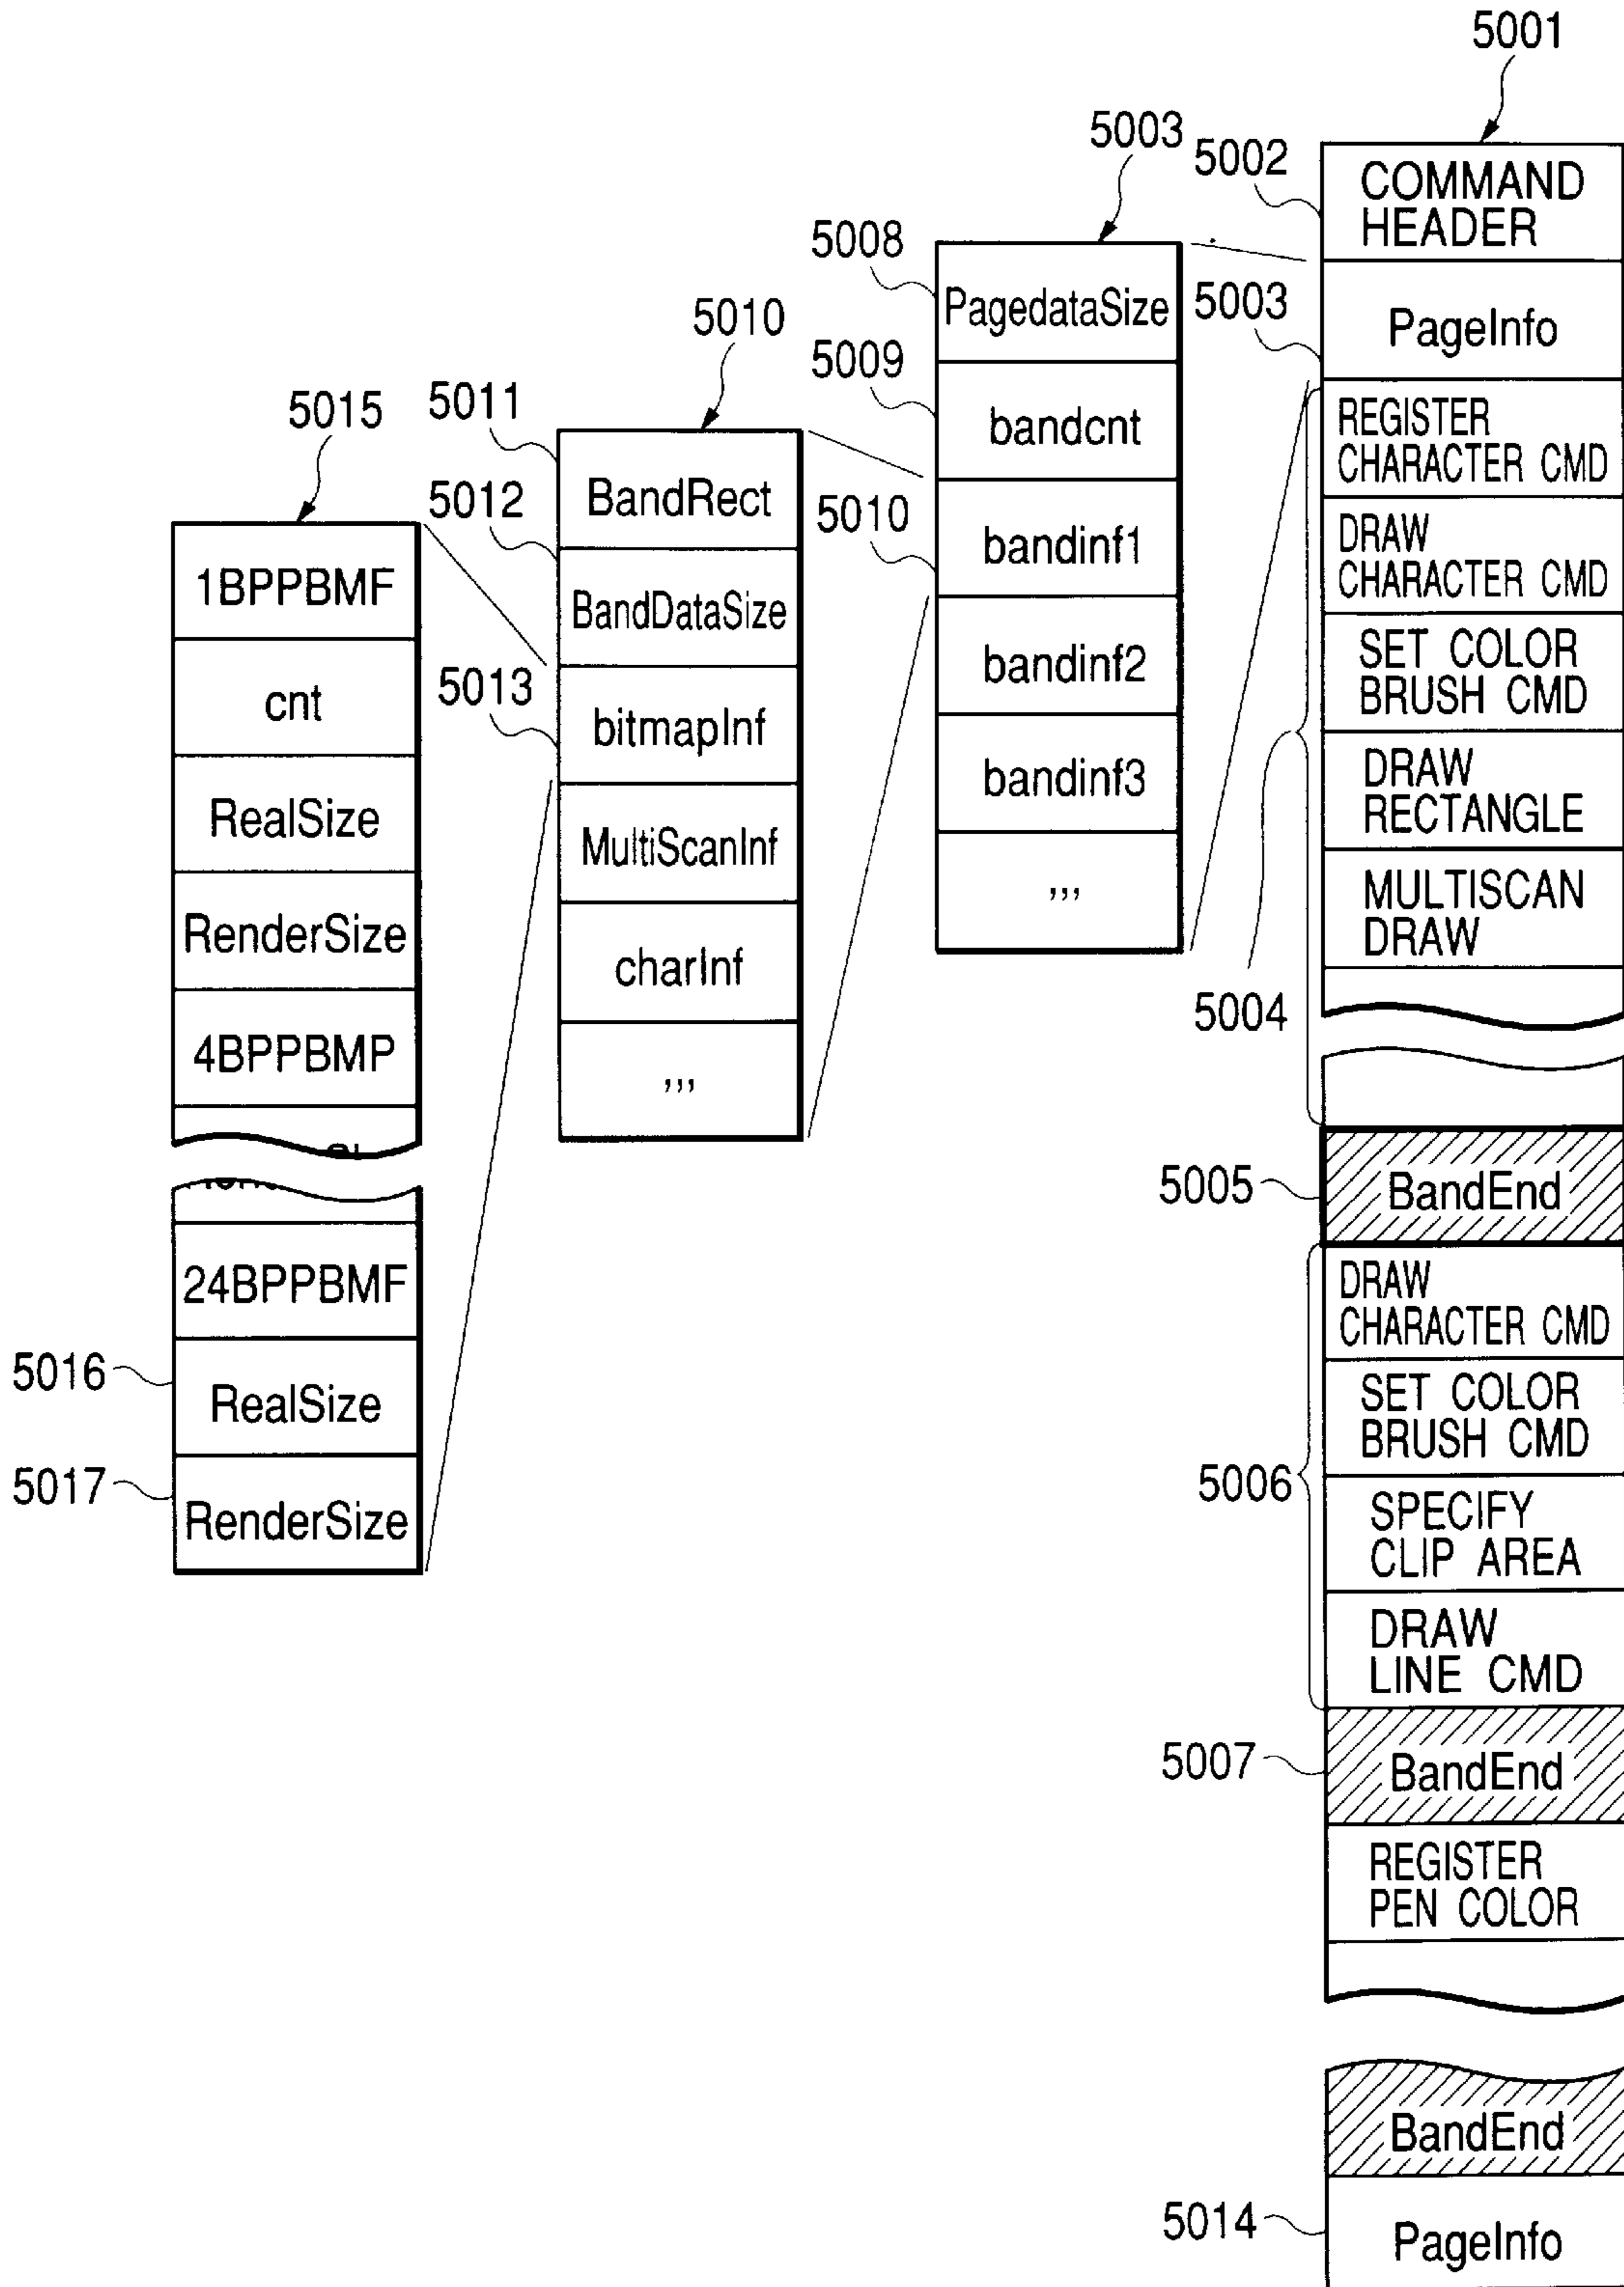 5001
5002
COMMAND
HEADER
5003
PageInfo
REGISTER
CHARACTER CMD
DRAW
CHARACTER CMD
SET COLOR
BRUSH CMD
DRAW
RECTANGLE
MULTISCAN
DRAW
5004
5005
BandEnd
DRAW
CHARACTER CMD
SET COLOR
BRUSH CMD
5006
SPECIFY
CLIP AREA
DRAW
LINE CMD
5007
BandEnd
REGISTER
PEN COLOR
BandEnd
5014
PageInfo
5003
5008
PagedataSize
5009
bandcnt
5010
bandinf1
bandinf2
bandinf3
,,,
5010
5011
BandRect
5012
BandDataSize
5013
bitmapInf
MultiScanInf
charInf
,,,
5015
1BPPBMF
cnt
RealSize
RenderSize
4BPPBMP
24BPPBMF
5016
RealSize
5017
RenderSize